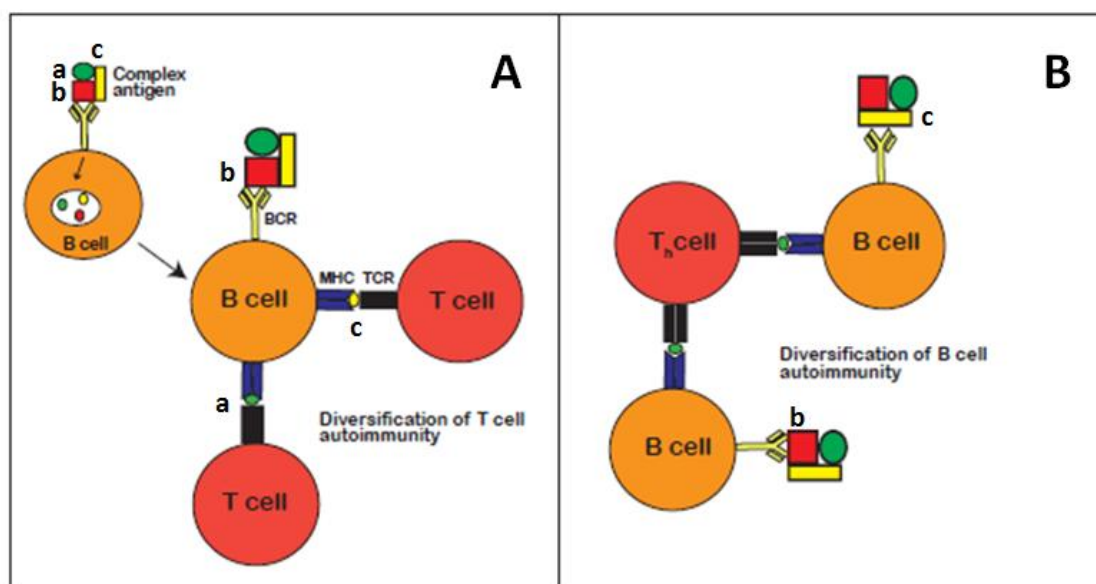 A
c
a
Complex
b
antigen
B cell
b
BCR
B cell
MHC TCR
T cell
c
a
Diversification of T cell
autoimmunity
T cell
B
c
Th cell
B cell
Diversification of B cell
autoimmunity
b
B cell